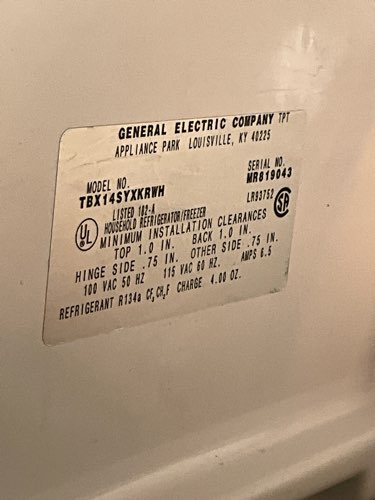 GENERAL ELECTRIC COMPANY TPT
APPLIANCE PARK LOUISVILLE, KY 40225
MODEL NO.
TBX14SYXKRWH
SERIAL NO.
MR819043
LISTED 182-A
HOUSEHOLD REFRIGERATOR/FREEZER
LR93752
UL
SA
MINIMUM INSTALLATION CLEARANCES
TOP 1.0 IN. BACK 1.0 IN.
HINGE SIDE .75 IN. OTHER SIDE .75 IN.
100 VAC 50 HZ 115 VAC 60 HZ. AMPS 6.5
REFRIGERANT R134a CF₃CH₂F CHARGE 4.00 OZ.